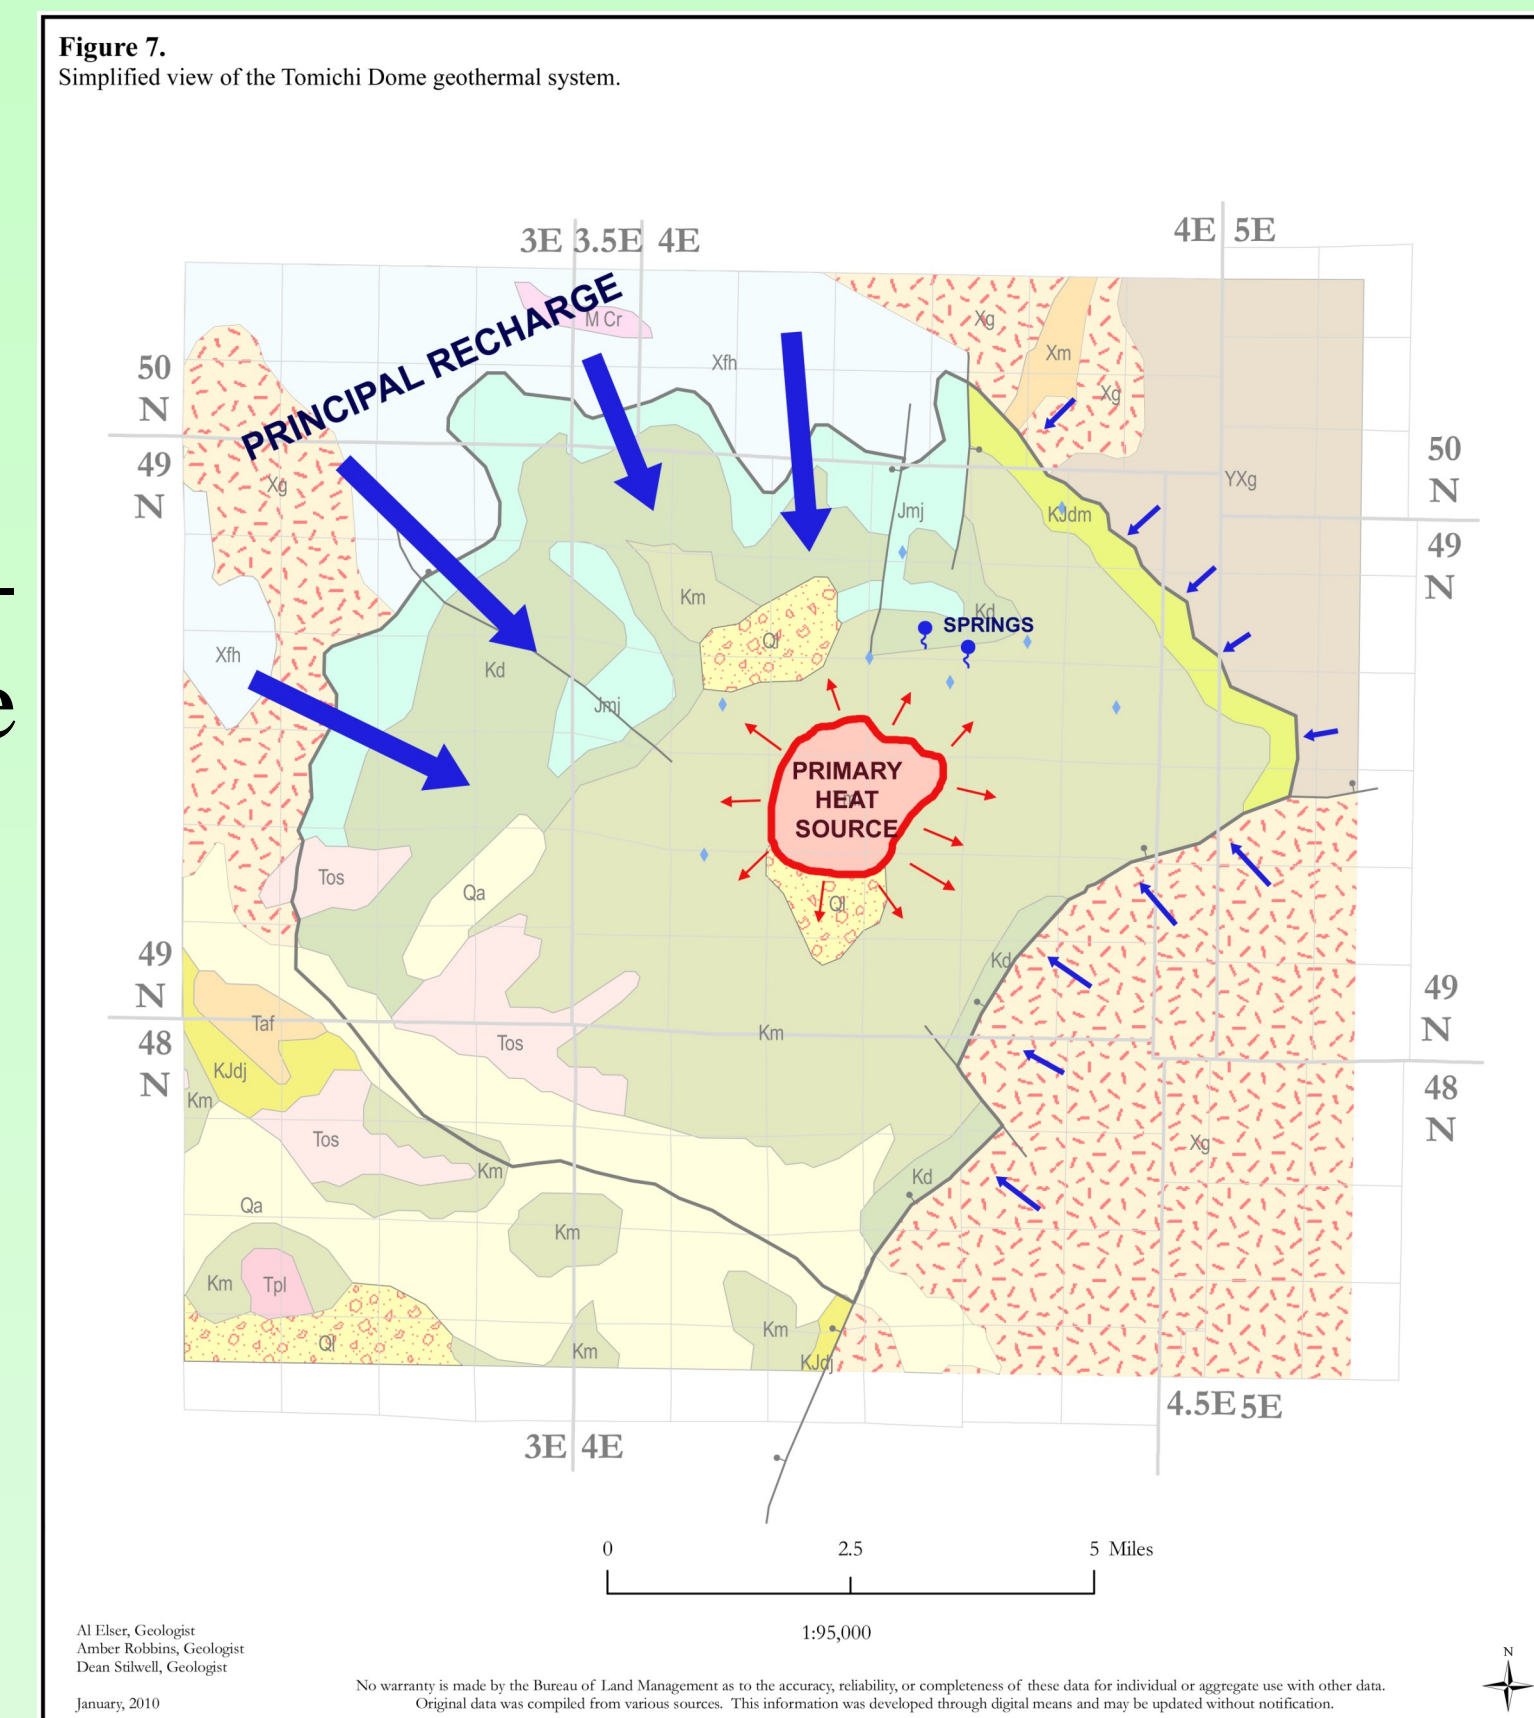 Figure 7.
Simplified view of the Tomichi Dome geothermal system.
3E 3.5E 4E
4E 5E
PRINCIPAL RECHARGE
M Cr
Xfh
Xg
Xm
Xg
50
N
49
N
Xg
YXg
50
N
49
N
KJdm
Jmj
Km
Ql
Kd
SPRINGS
Xfh
Kd
Jmj
PRIMARY
HEAT
SOURCE
Tos
Qa
Ql
Kd
49
N
48
N
49
N
48
N
Taf
Tos
Km
KJdj
Km
Tos
Km
Xg
Kd
Qa
Km
Km
Tpl
Km
Ql
Km
KJdj
4.5E 5E
3E 4E
0 2.5 5 Miles
1:95,000
Al Elser, Geologist
Amber Robbins, Geologist
Dean Stilwell, Geologist
January, 2010
No warranty is made by the Bureau of Land Management as to the accuracy, reliability, or completeness of these data for individual or aggregate use with other data.
Original data was compiled from various sources. This information was developed through digital means and may be updated without notification.
N
e